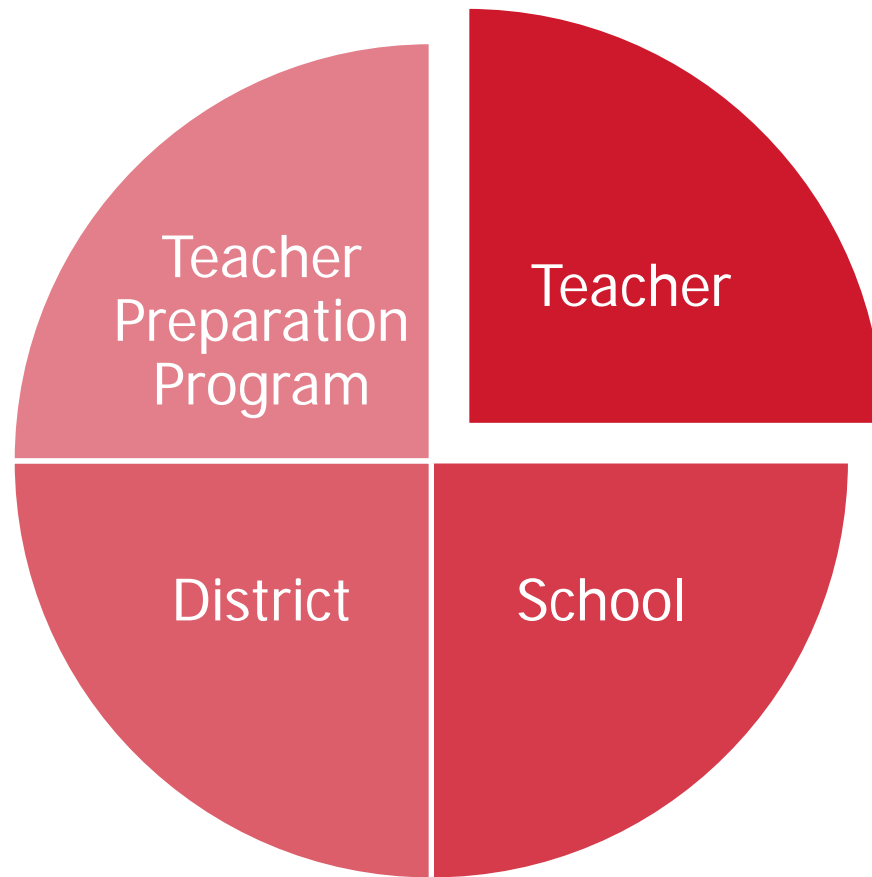 Teacher
Preparation
Program
Teacher
District
School